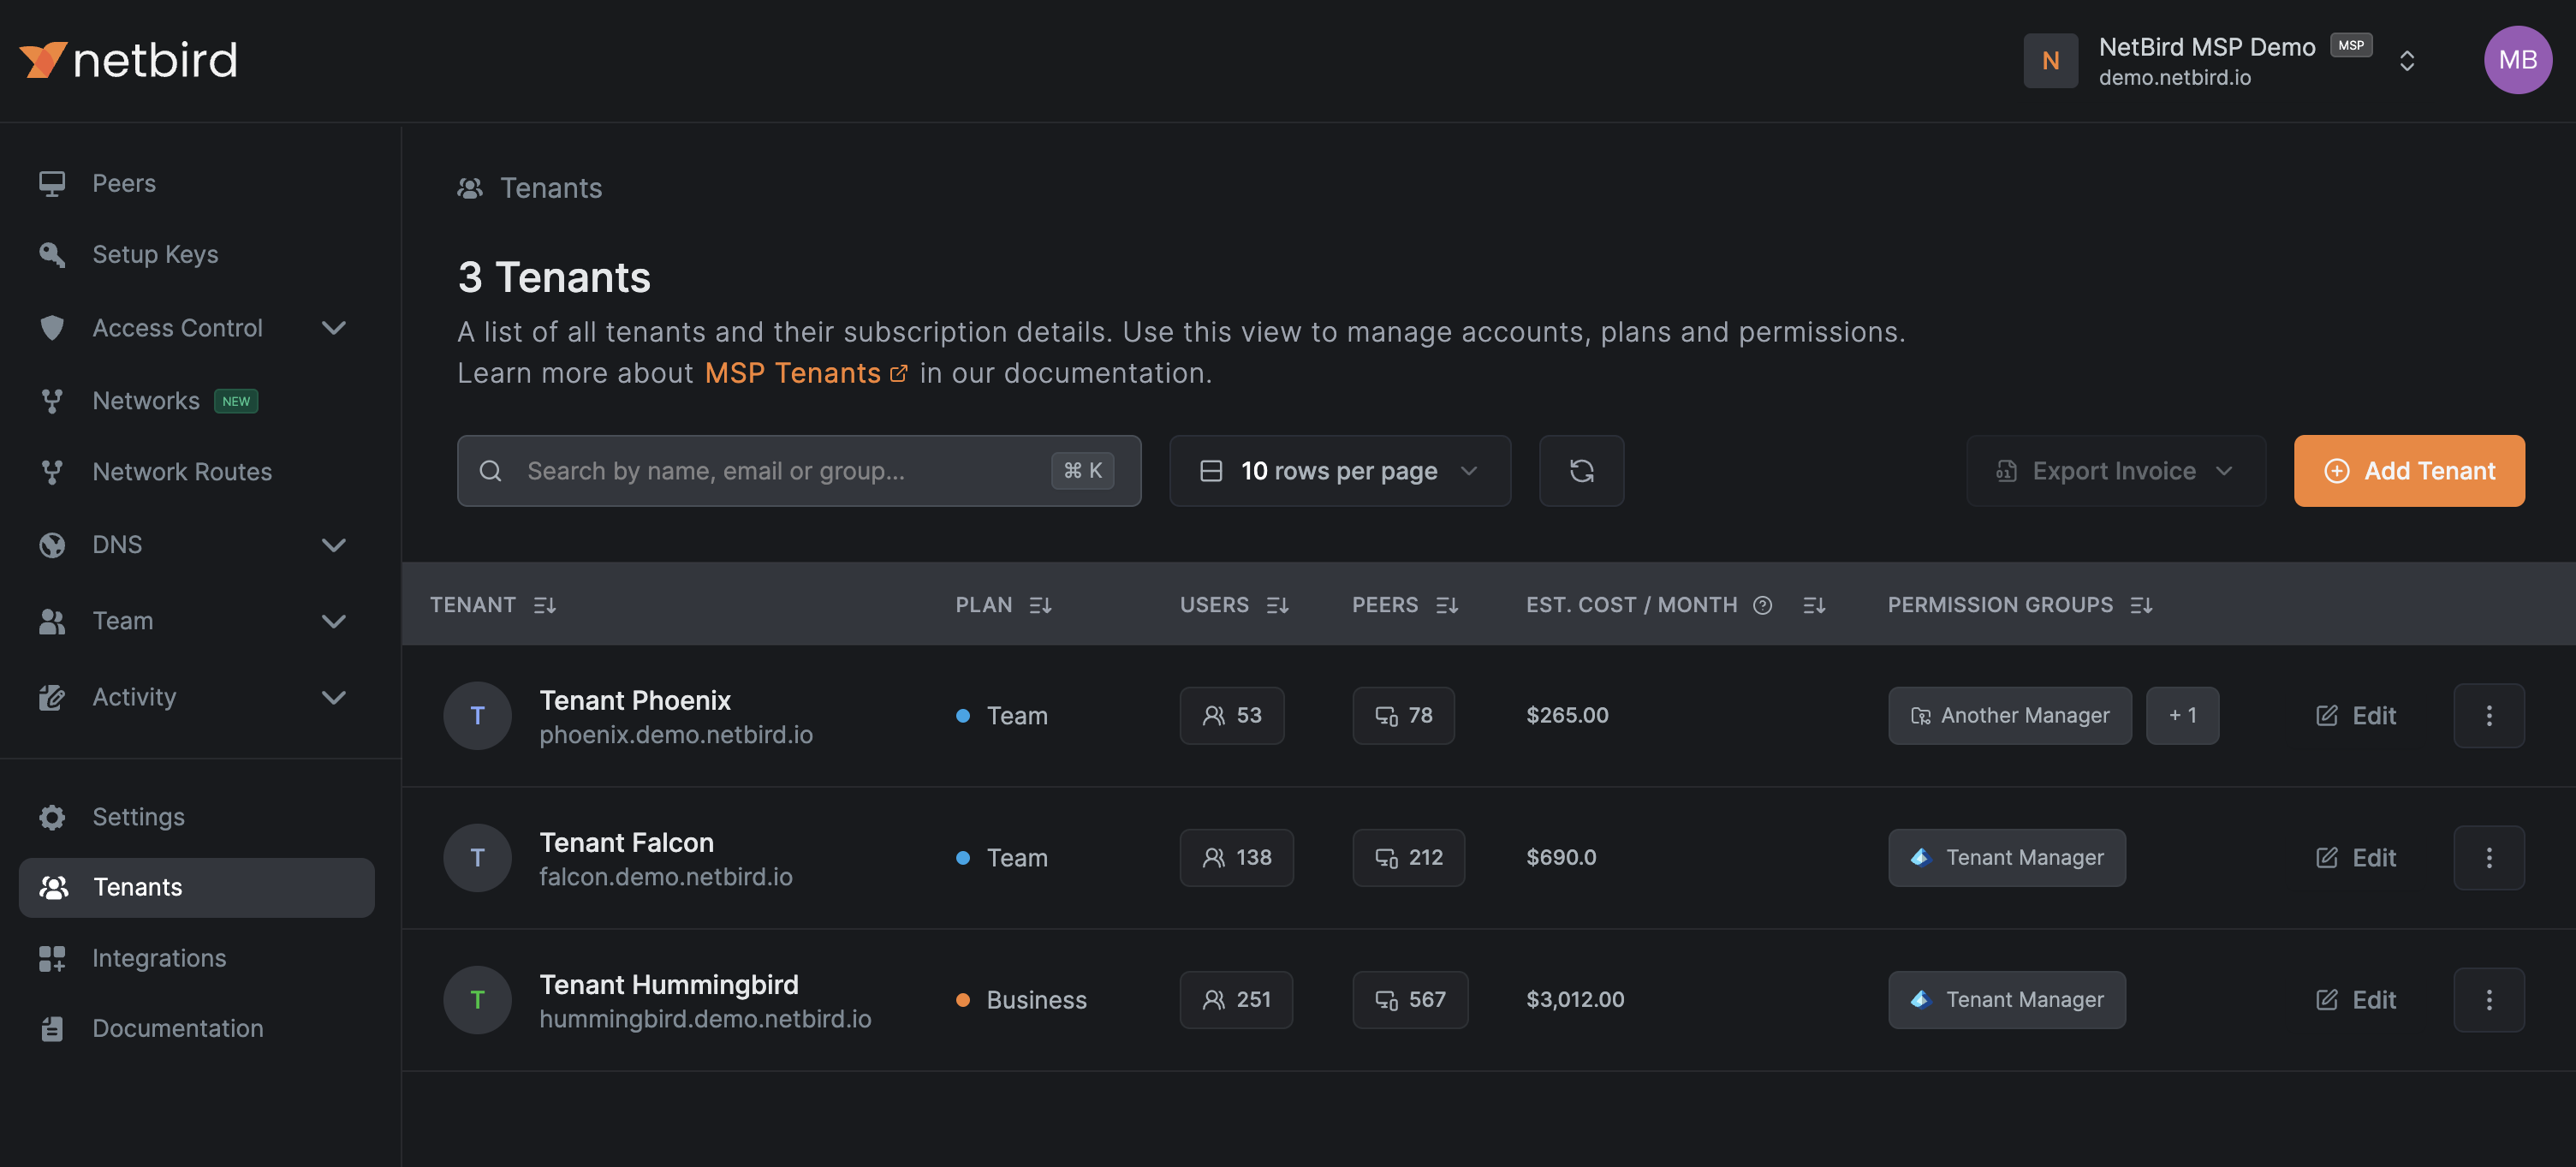 netbird
N
NetBird MSP Demo MSP
demo.netbird.io
MB
Peers
Setup Keys
Access Control
Networks NEW
Network Routes
DNS
Team
Activity
Settings
Tenants
Integrations
Documentation
Tenants
3 Tenants
A list of all tenants and their subscription details. Use this view to manage accounts, plans and permissions.
Learn more about MSP Tenants in our documentation.
Search by name, email or group... ⌘ K
10 rows per page
Export Invoice
Add Tenant
TENANT PLAN USERS PEERS EST. COST / MONTH PERMISSION GROUPS
T Tenant Phoenix
phoenix.demo.netbird.io
Team 53 78 $265.00 Another Manager + 1 Edit
T Tenant Falcon
falcon.demo.netbird.io
Team 138 212 $690.0 Tenant Manager Edit
T Tenant Hummingbird
hummingbird.demo.netbird.io
Business 251 567 $3,012.00 Tenant Manager Edit